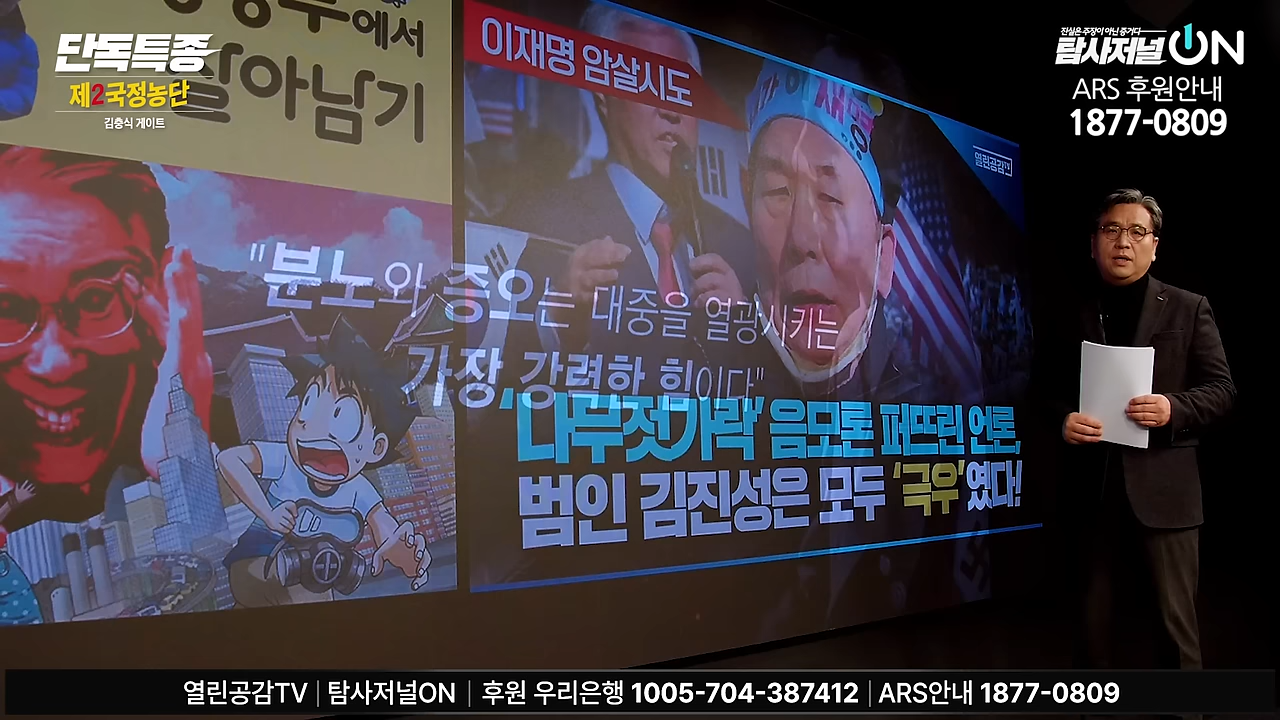 단독특종
제2국정농단
김충식 게이트
에서
살아남기
이재명 암살시도
열린공감TV
"분노와 증오는 대중을 열광시키는
가장 강력한 힘이다"
'나무젓가락' 음모론 퍼뜨린 언론,
범인 김진성은 모두 '극우'였다!
진실은 주장이 아닌 증거다
탐사저널ON
ARS 후원안내
1877-0809
열린공감TV | 탐사저널ON | 후원 우리은행 1005-704-387412 | ARS안내 1877-0809